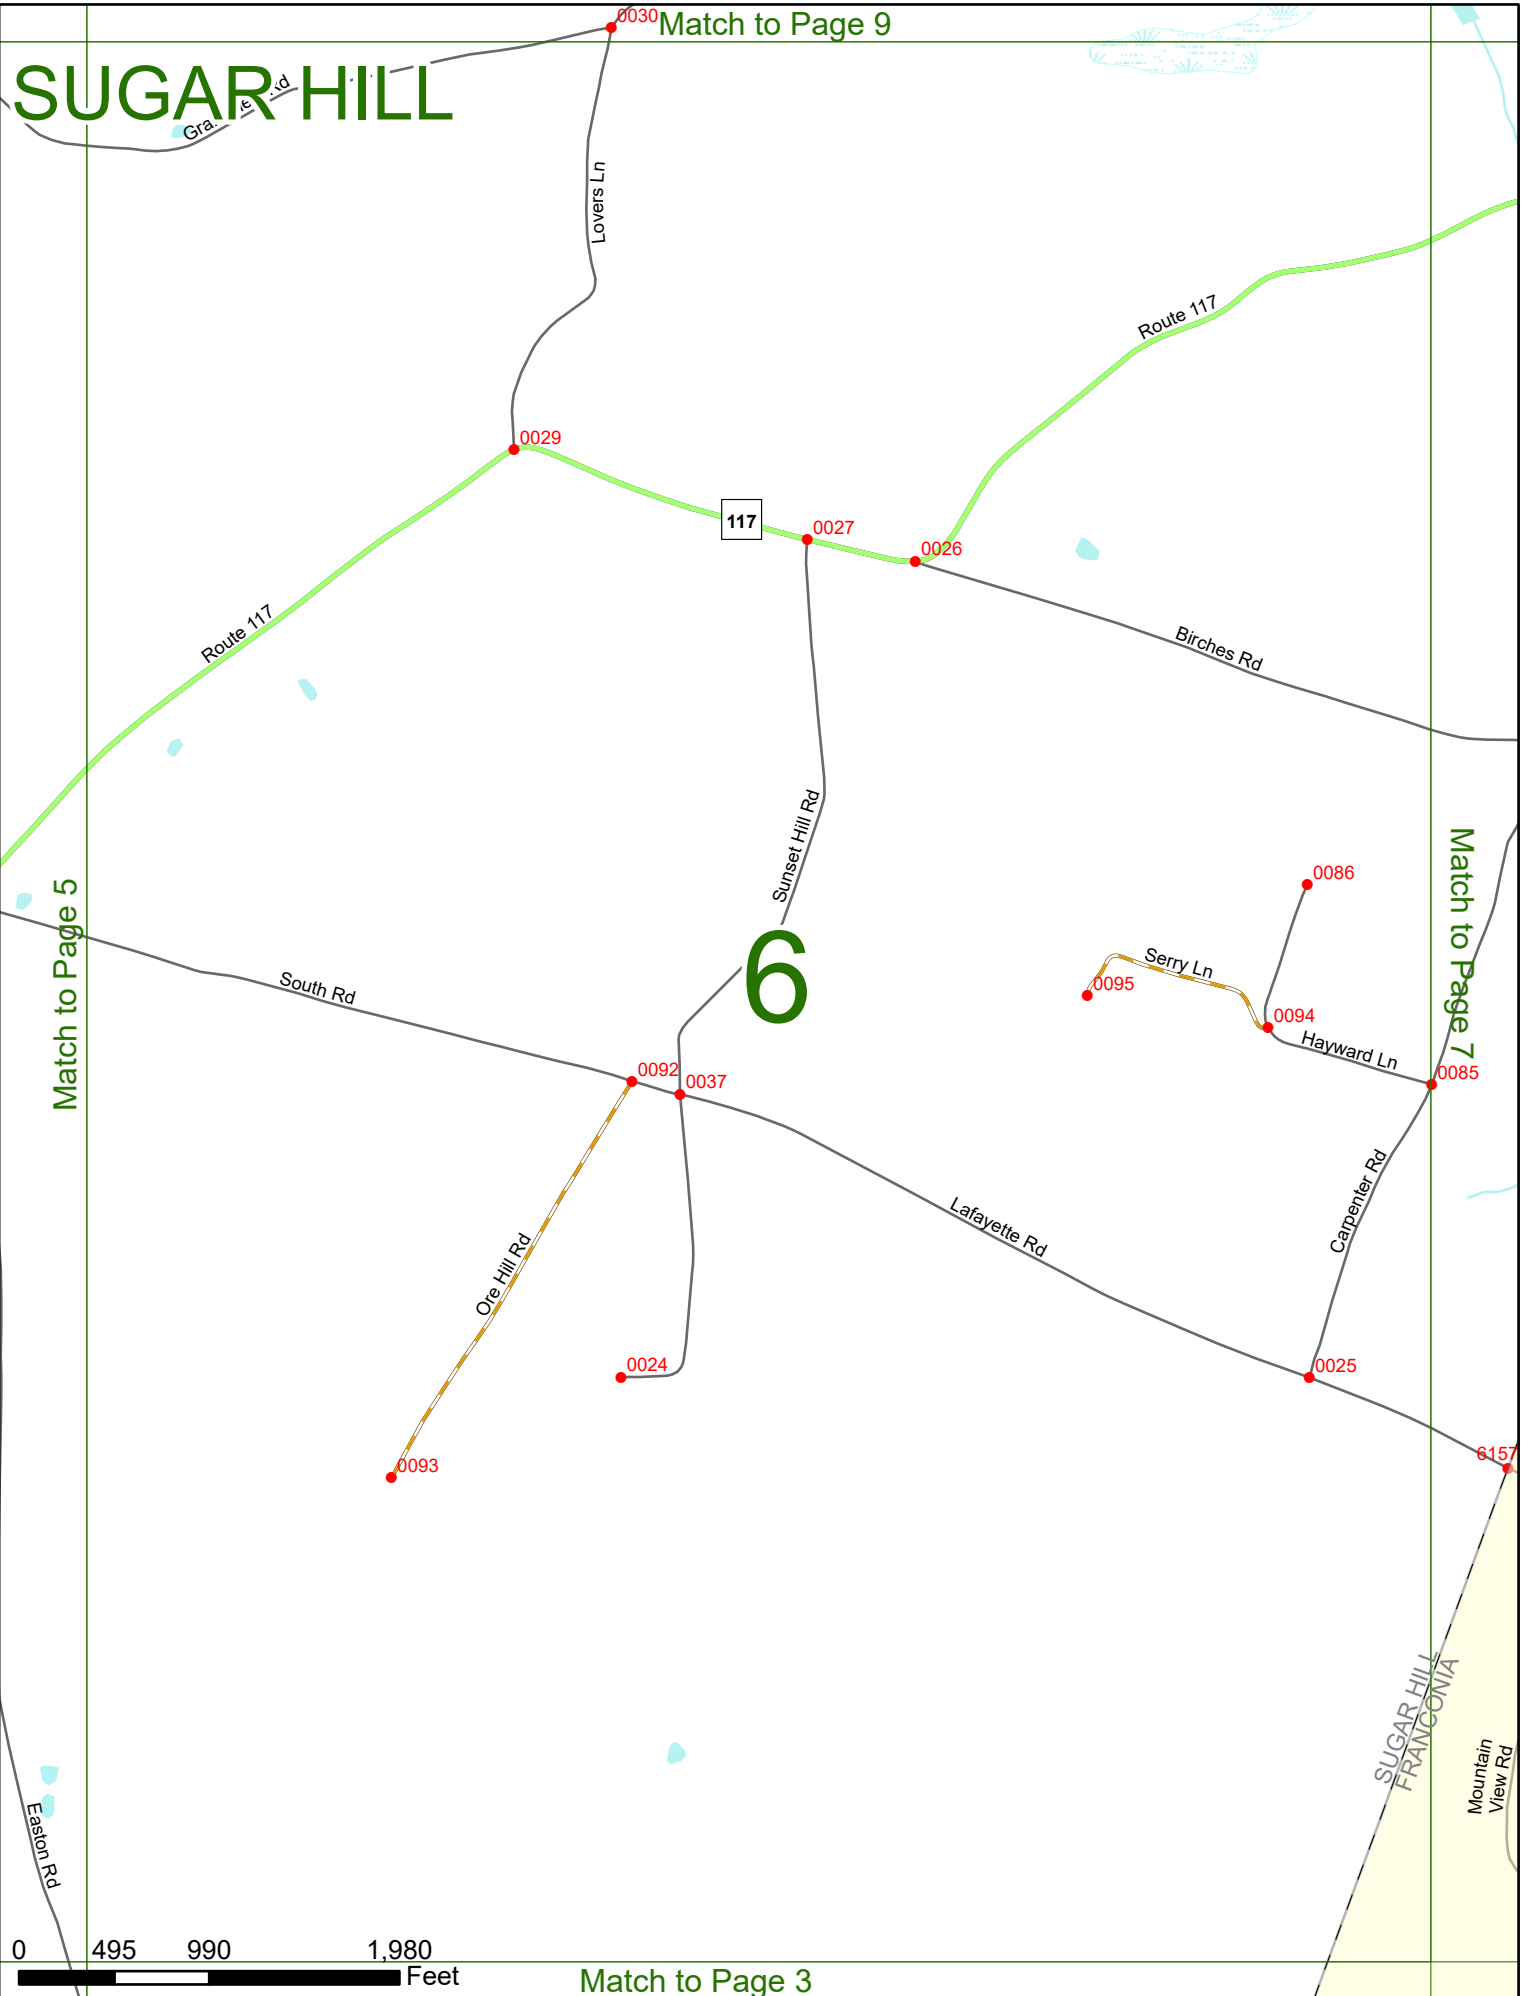 0030
Match to Page 9
SUGAR HILL
Rd
Lovers Ln
Route 117
0029
117
0027
0026
Route 117
Birches Rd
Sunset Hill Rd
Match to Page 5
Match to Page 7
0086
6
Serry Ln
0095
South Rd
0094
Hayward Ln
0092
0037
0085
Carpenter Rd
Lafayette Rd
Ore Hill Rd
0024
0025
0093
6157
SUGAR HILL
FRANCONIA
Mountain
View Rd
Easton Rd
0 495 990 1,980
Feet
Match to Page 3